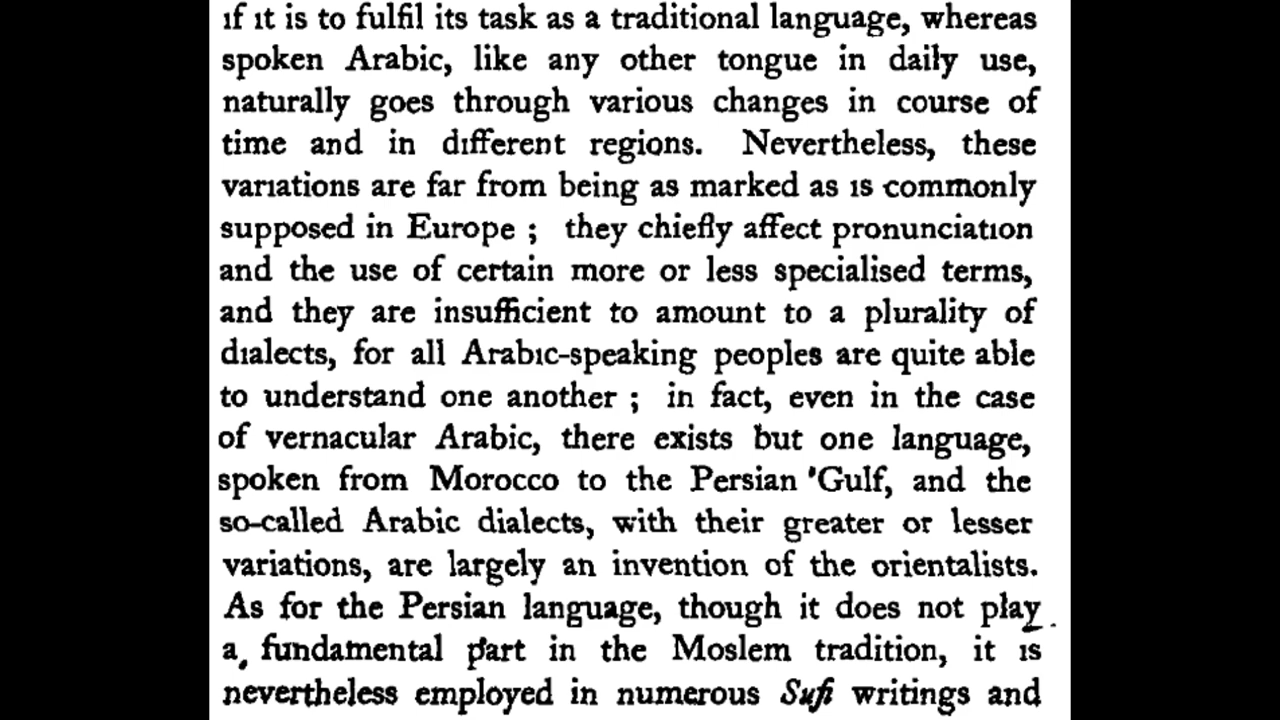 if it is to fulfil its task as a traditional language, whereas
spoken Arabic, like any other tongue in daily use,
naturally goes through various changes in course of
time and in different regions. Nevertheless, these
variations are far from being as marked as is commonly
supposed in Europe ; they chiefly affect pronunciation
and the use of certain more or less specialised terms,
and they are insufficient to amount to a plurality of
dialects, for all Arabic-speaking peoples are quite able
to understand one another ; in fact, even in the case
of vernacular Arabic, there exists but one language,
spoken from Morocco to the Persian 'Gulf, and the
so-called Arabic dialects, with their greater or lesser
variations, are largely an invention of the orientalists.
As for the Persian language, though it does not play
a fundamental part in the Moslem tradition, it is
nevertheless employed in numerous Sufi writings and